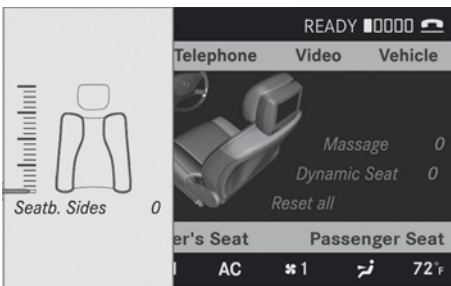 READY
Telephone Video Vehicle
Massage 0
Dynamic Seat 0
Reset all
Seatb. Sides 0
er's Seat Passenger Seat
AC 1 72°F